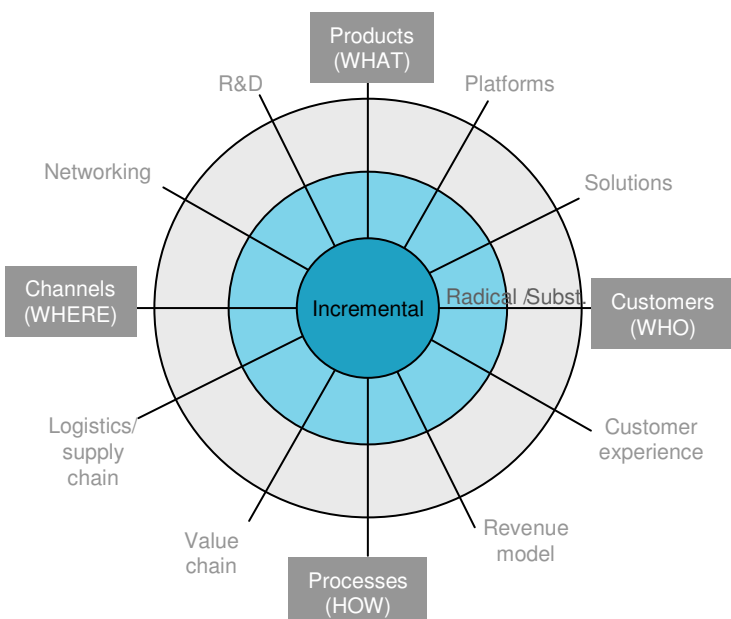 Products
(WHAT)
R&D
Platforms
Networking
Solutions
Channels
(WHERE)
Incremental
Radical /Subst.
Customers
(WHO)
Logistics/
supply
chain
Customer
experience
Value
chain
Revenue
model
Processes
(HOW)